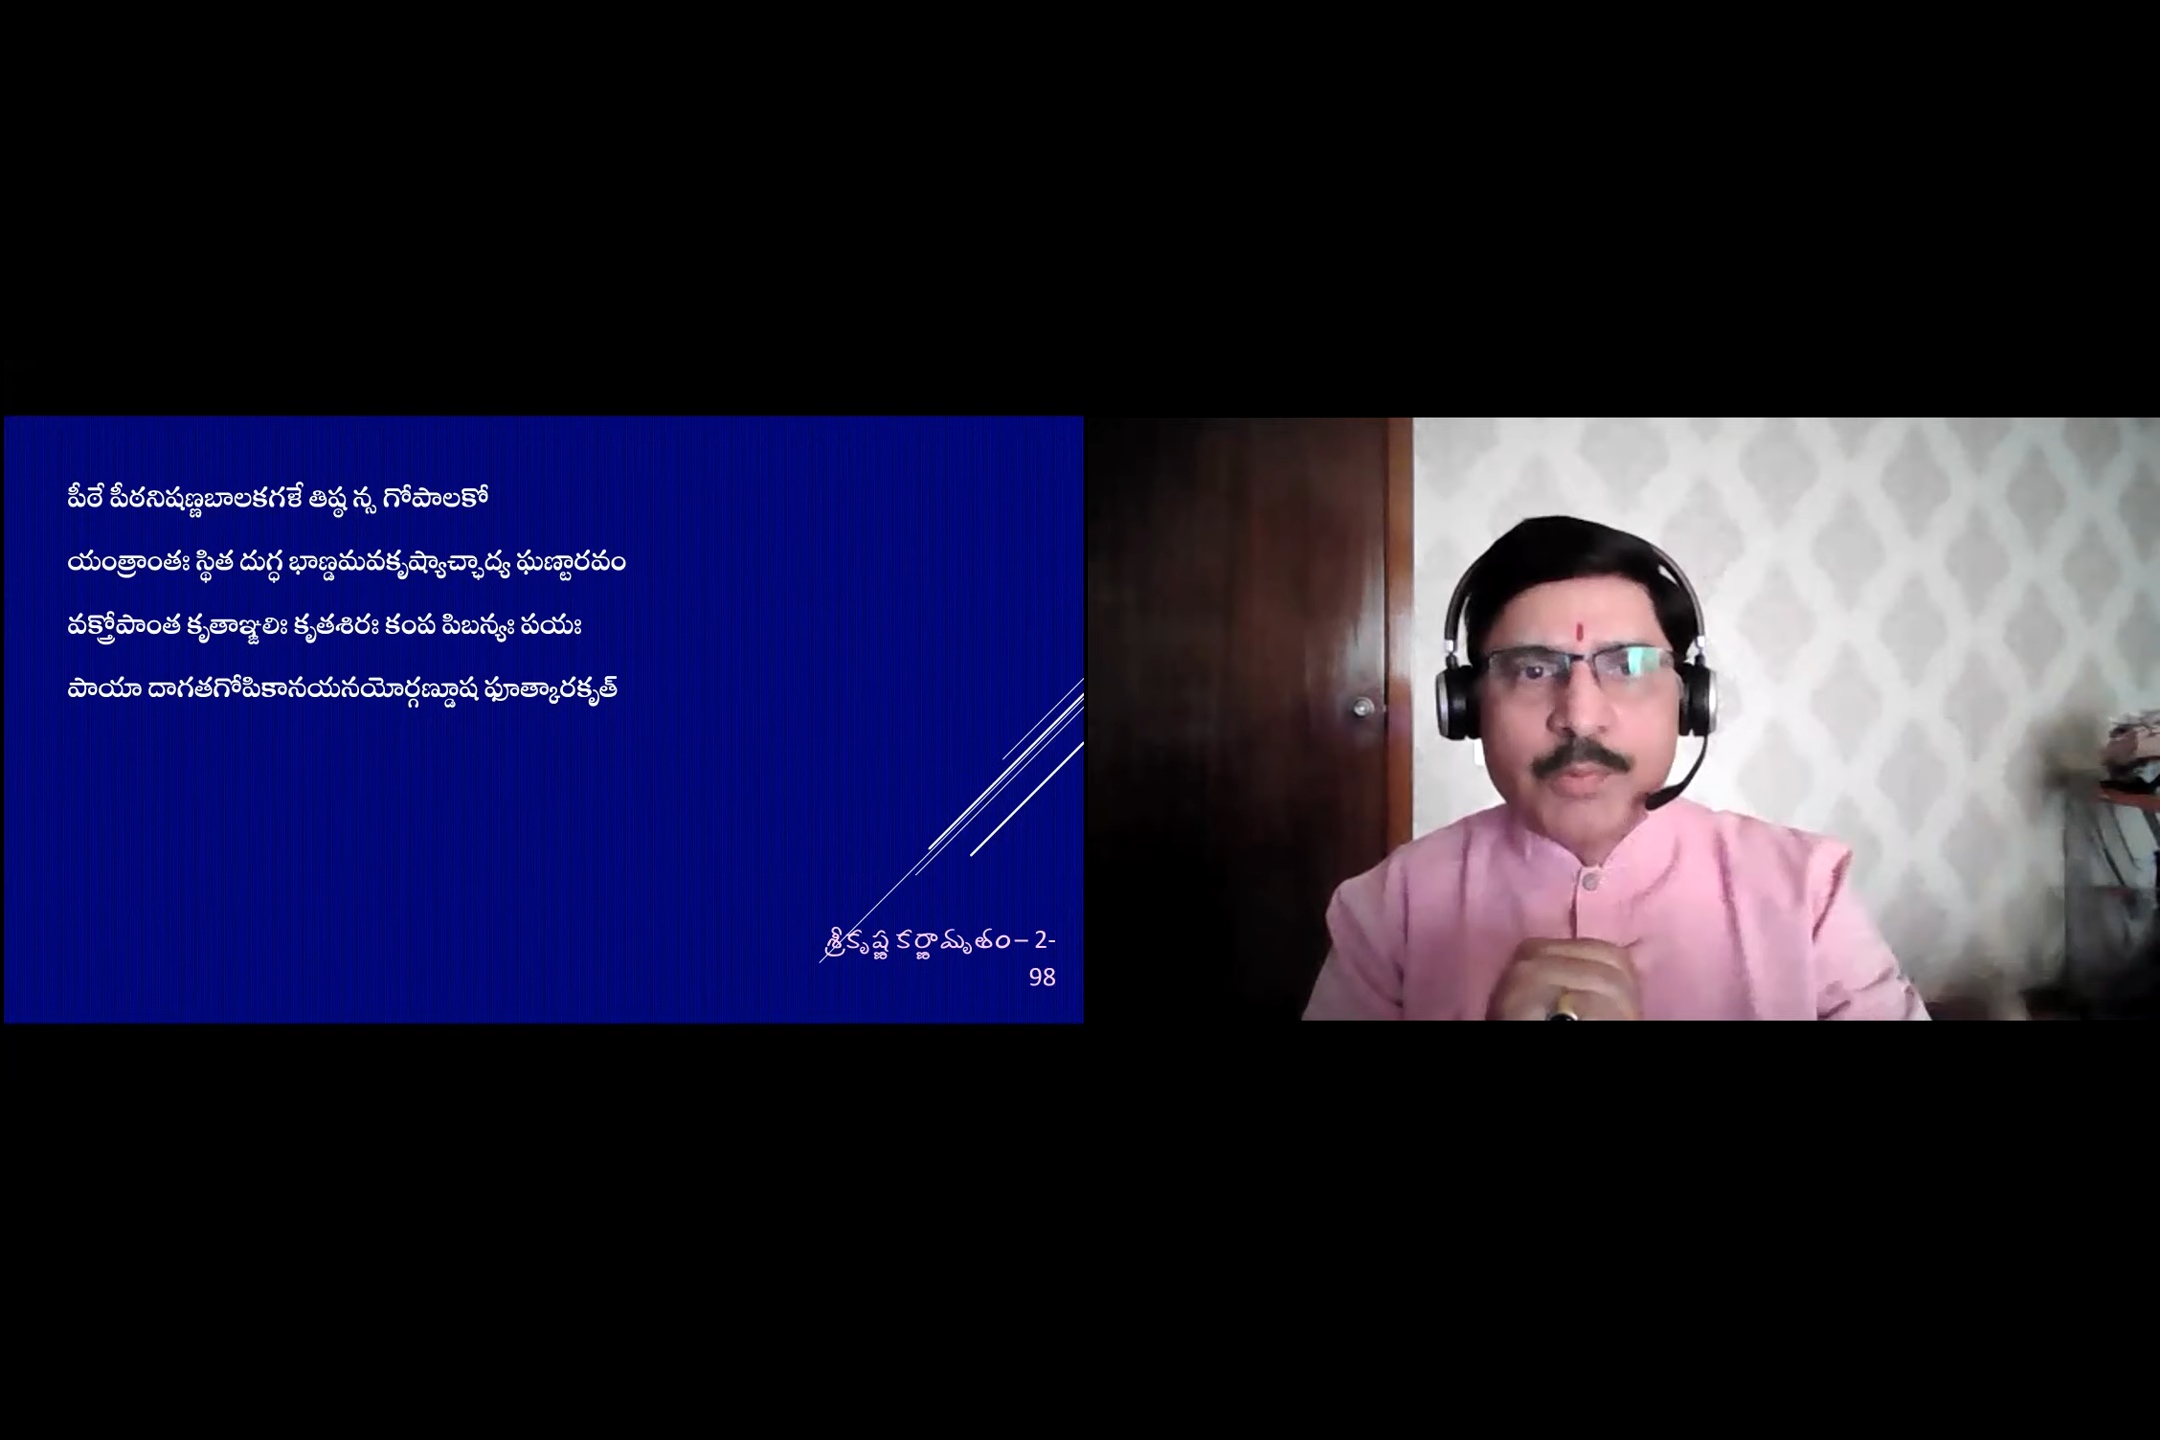 పీఠే పీఠనిషణ్ణబాలకగళే తిష్ఠ న్స గోపాలకో
యంత్రాంతః స్థిత దుగ్ధ భాణ్డమవకృష్యాచ్ఛాద్య ఘణ్టారవం
వక్త్రోపాంత కృతాఞ్జలిః కృతశిరః కంప పిబన్యః పయః
పాయా దాగతగోపికానయనయోర్గణ్డూష ఫూత్కారకృత్
శ్రీకృష్ణ కర్ణామృతం – 2-
98